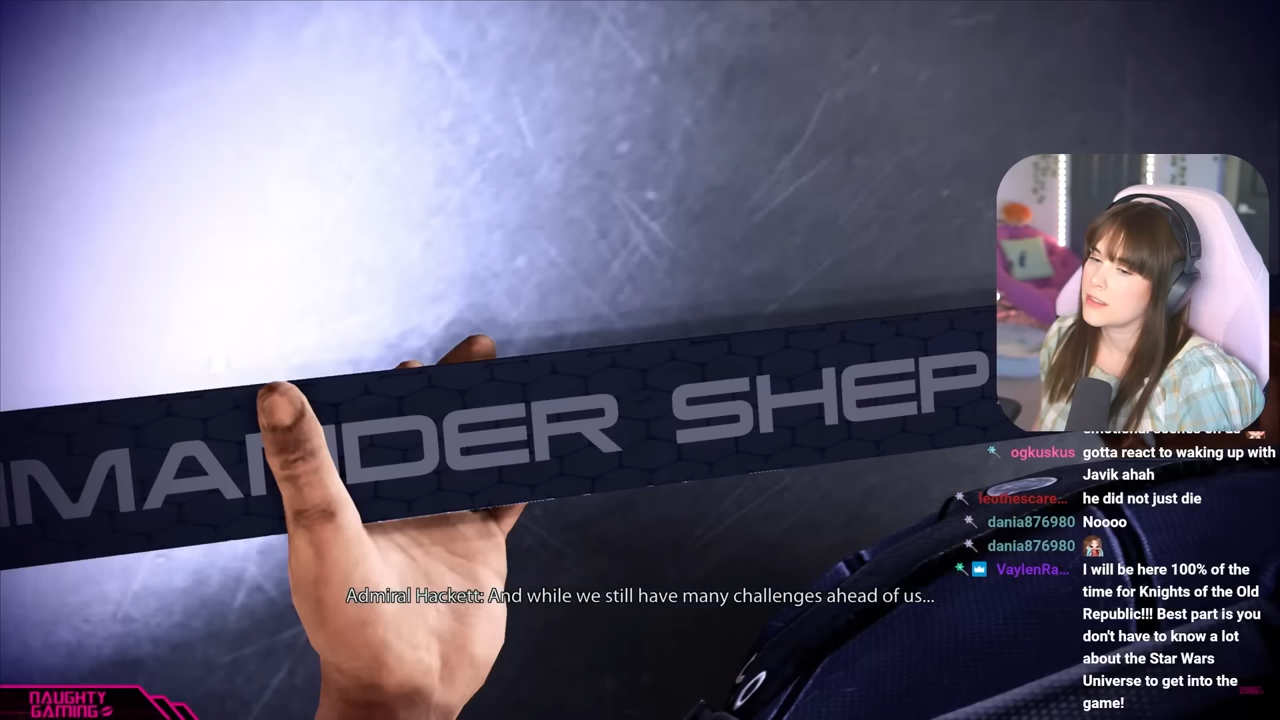 MMANDER SHEP
ogkuskus gotta react to waking up with
Javik ahah
leothescare... he did not just die
dania876980 Noooo
dania876980
VaylenRa... I will be here 100% of the
time for Knights of the Old
Republic!!! Best part is you
don't have to know a lot
about the Star Wars
Universe to get into the
game!
Admiral Hackett: And while we still have many challenges ahead of us...
NAUGHTY
GAMING